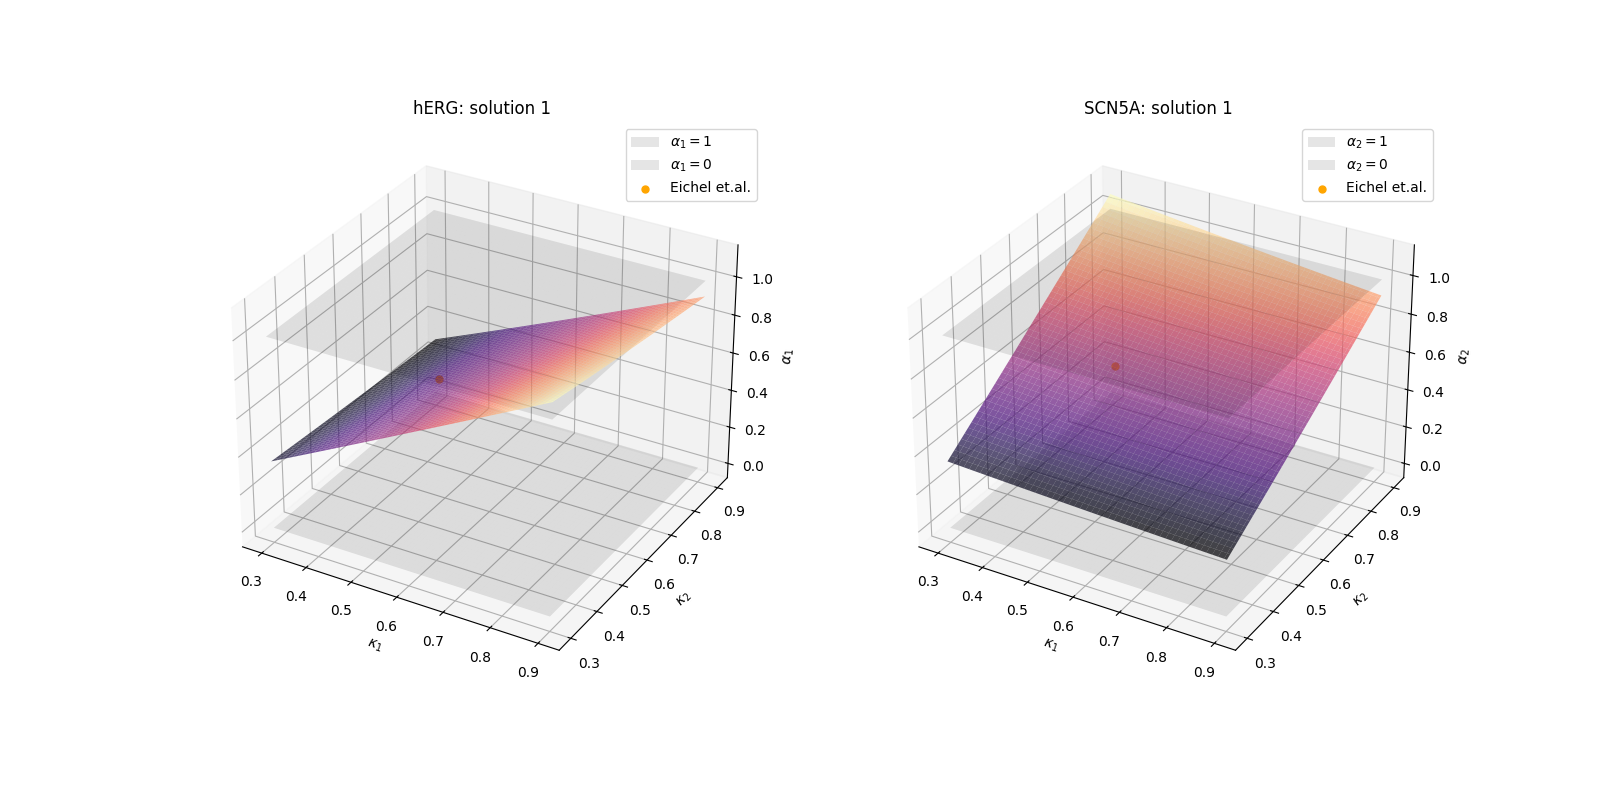 hERG: solution 1
α₁ = 1
α₁ = 0
Eichel et.al.
1.0
0.8
0.6
0.4
0.2
0.0
α₁
0.9
0.8
0.7
0.6
0.5
0.4
0.3
κ₂
0.3
0.4
0.5
0.6
0.7
0.8
0.9
κ₁
SCN5A: solution 1
α₂ = 1
α₂ = 0
Eichel et.al.
1.0
0.8
0.6
0.4
0.2
0.0
α₂
0.9
0.8
0.7
0.6
0.5
0.4
0.3
κ₂
0.3
0.4
0.5
0.6
0.7
0.8
0.9
κ₁